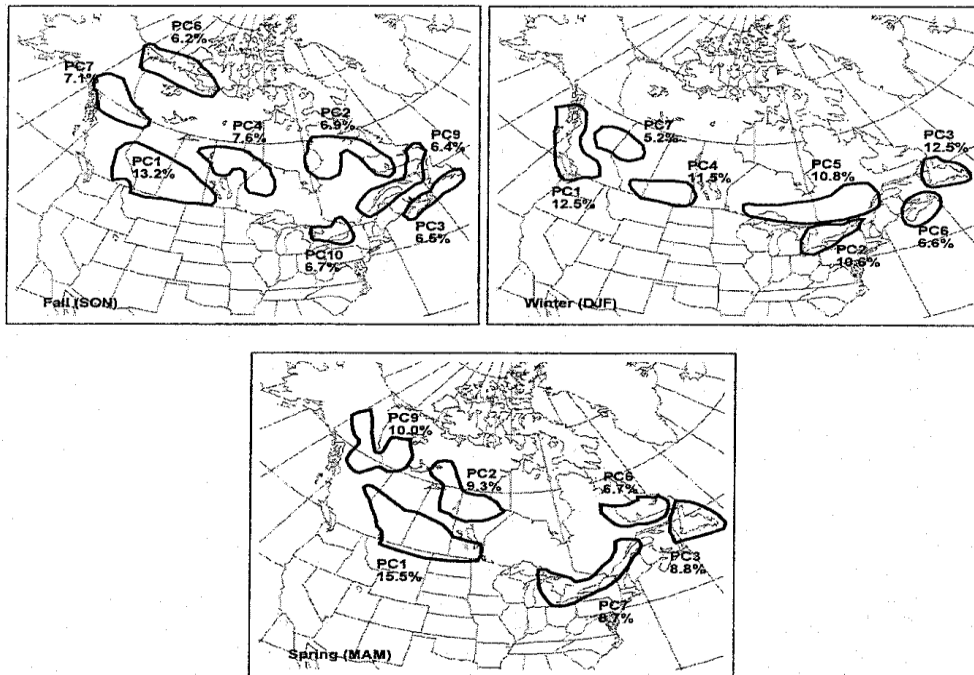 PC6
6.2%
PC7
7.1%
PC4
7.6%
PC2
6.9%
PC9
6.4%
PC1
13.2%
PC3
6.5%
PC10
6.7%
Fall (SON)
PC7
5.2%
PC3
12.5%
PC4
11.5%
PC5
10.8%
PC1
12.5%
PC6
6.6%
PC2
10.6%
Winter (DJF)
PC9
10.0%
PC2
9.3%
PC6
6.7%
PC3
8.8%
PC1
15.5%
PC7
8.7%
Spring (MAM)